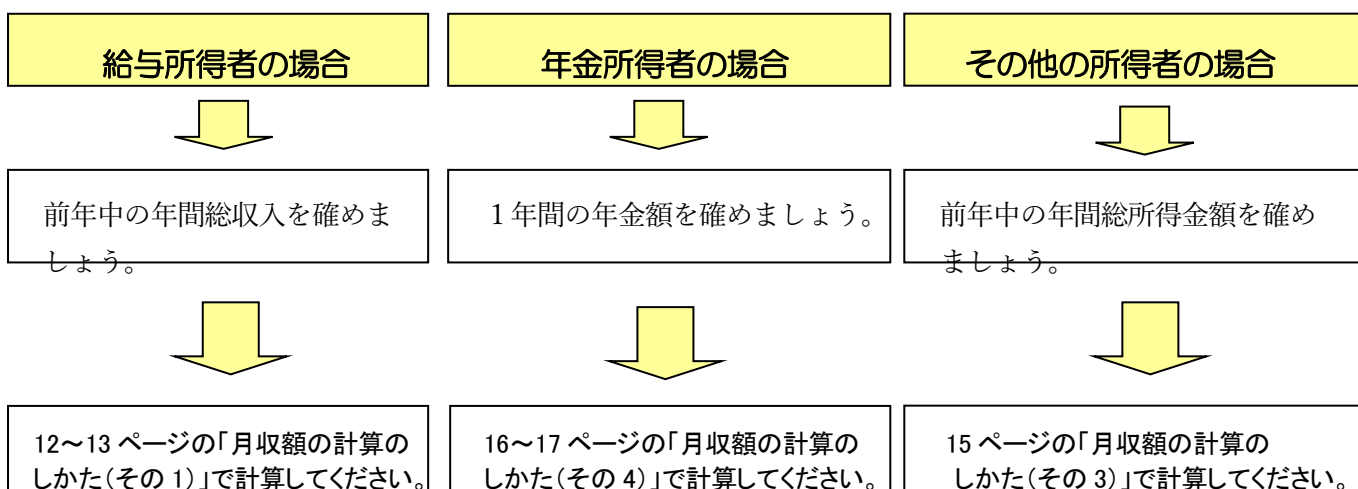 給与所得者の場合
年金所得者の場合
その他の所得者の場合
前年中の年間総収入を確めま
しょう。
１年間の年金額を確めましょう。
前年中の年間総所得金額を確め
ましょう。
12～13 ページの「月収額の計算の
しかた(その 1)」で計算してください。
16～17 ページの「月収額の計算の
しかた(その 4)」で計算してください。
15 ページの「月収額の計算の
しかた(その 3)」で計算してください。